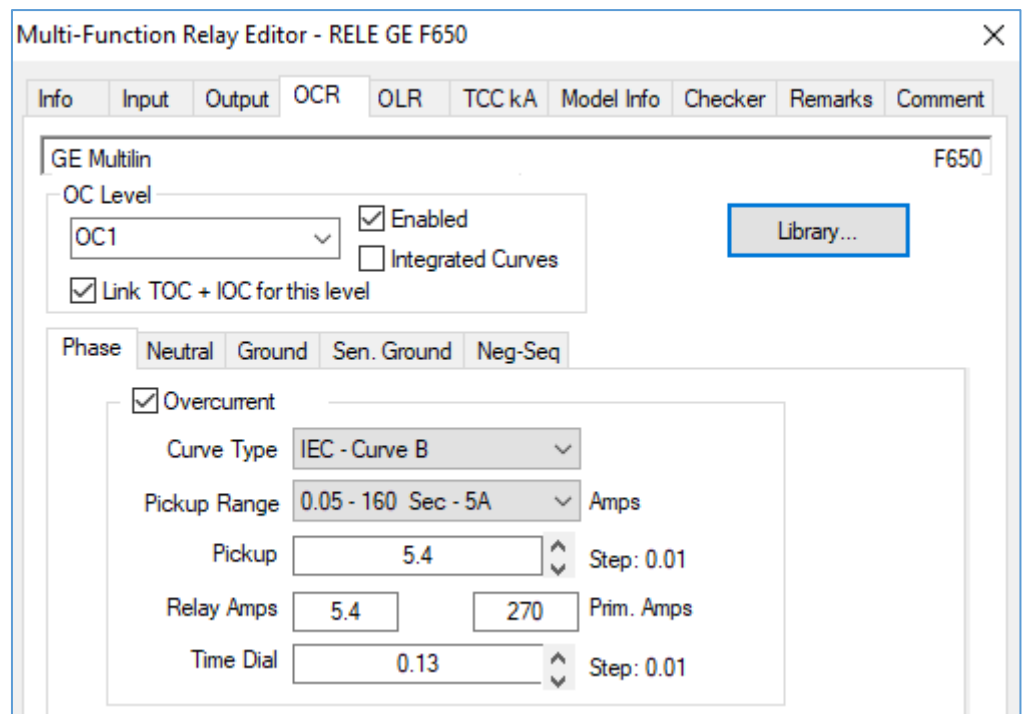 Multi-Function Relay Editor - RELE GE F650
Info Input Output OCR OLR TCC kA Model Info Checker Remarks Comment
GE Multilin F650
OC Level
OC1
Enabled
Integrated Curves
Link TOC + IOC for this level
Library...
Phase Neutral Ground Sen. Ground Neg-Seq
Overcurrent
Curve Type IEC - Curve B
Pickup Range 0.05 - 160 Sec - 5A Amps
Pickup 5.4 Step: 0.01
Relay Amps 5.4 270 Prim. Amps
Time Dial 0.13 Step: 0.01